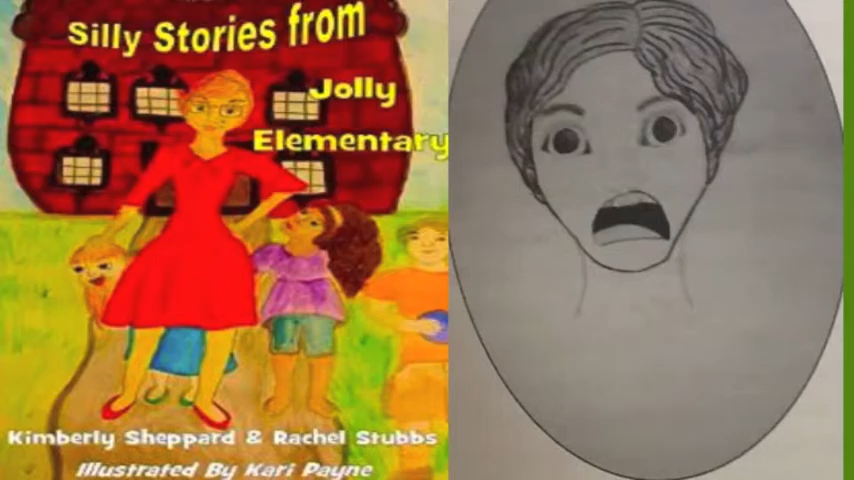 Silly Stories from
Jolly
Elementary
Kimberly Sheppard & Rachel Stubbs
Illustrated By Kari Payne